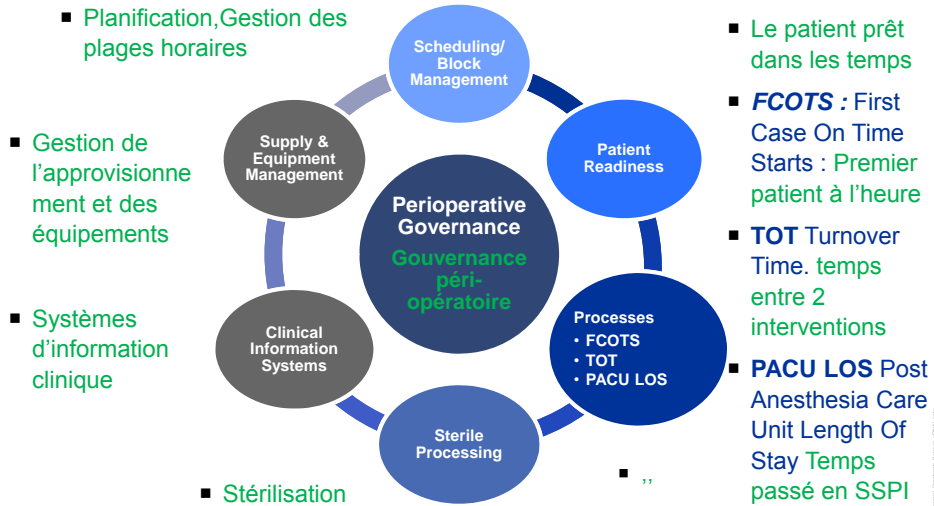 ▪ Planification,Gestion des
plages horaires
Scheduling/
Block
Management
▪ Le patient prêt
dans les temps
▪ FCOTS : First
Case On Time
Starts : Premier
patient à l’heure
▪ TOT Turnover
Time. temps
entre 2
interventions
▪ PACU LOS Post
Anesthesia Care
Unit Length Of
Stay Temps
passé en SSPI
Supply &
Equipment
Management
Patient
Readiness
▪ Gestion de
l’approvisionne
ment et des
équipements
Perioperative
Governance
Gouvernance
péri-
opératoire
Processes
• FCOTS
• TOT
• PACU LOS
▪ Systèmes
d’information
clinique
Clinical
Information
Systems
Sterile
Processing
▪ Stérilisation
▪ ,,